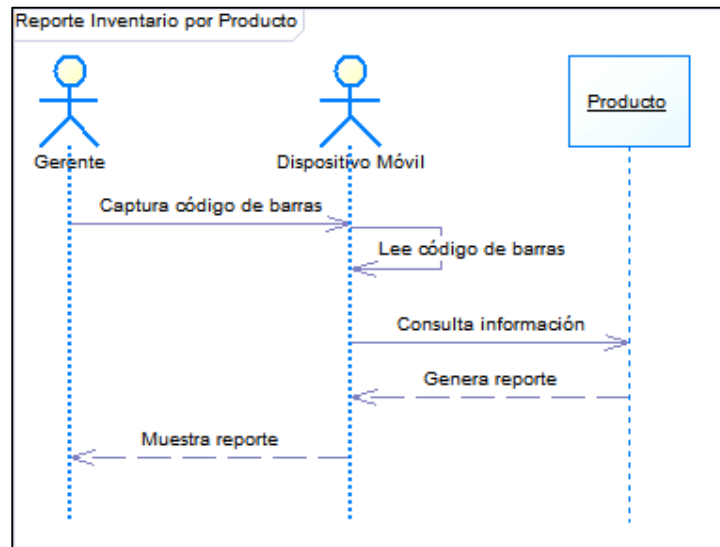 Reporte Inventario por Producto
Gerente
Dispositivo Móvil
Producto
Captura código de barras
Lee código de barras
Consulta información
Genera reporte
Muestra reporte